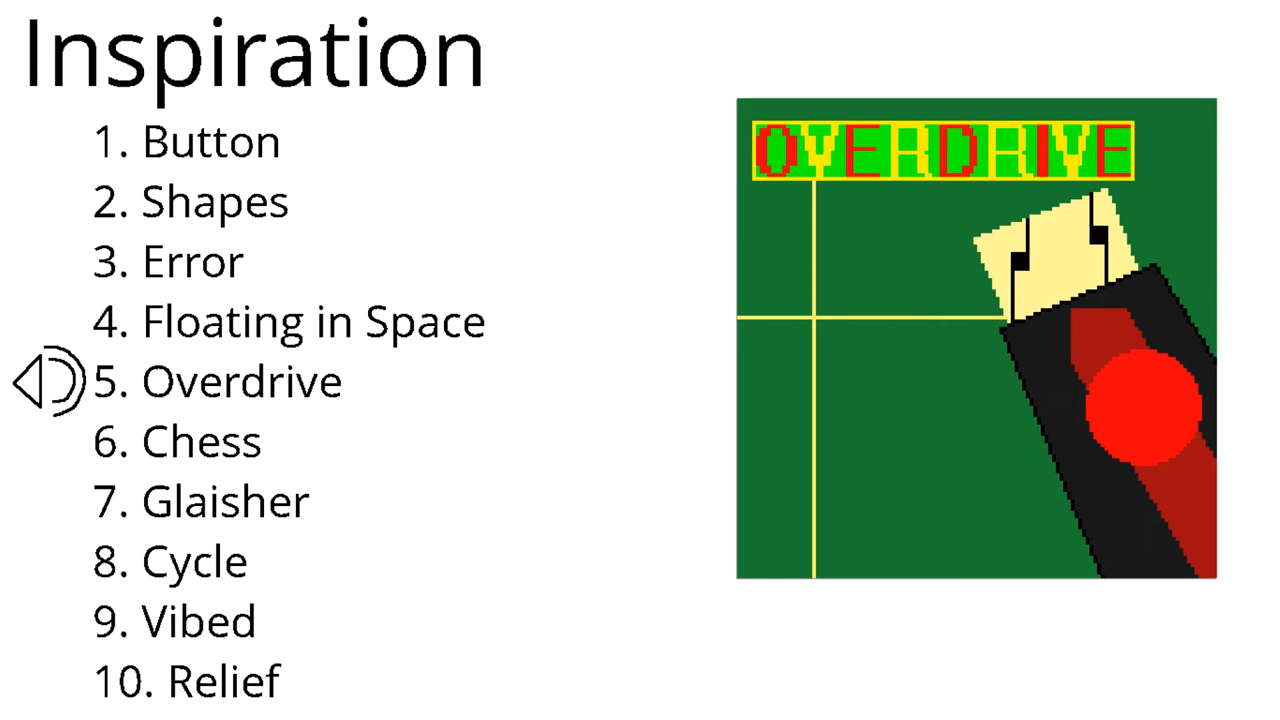 Inspiration
1. Button
2. Shapes
3. Error
4. Floating in Space
5. Overdrive
6. Chess
7. Glaisher
8. Cycle
9. Vibed
10. Relief
OVERDRIVE